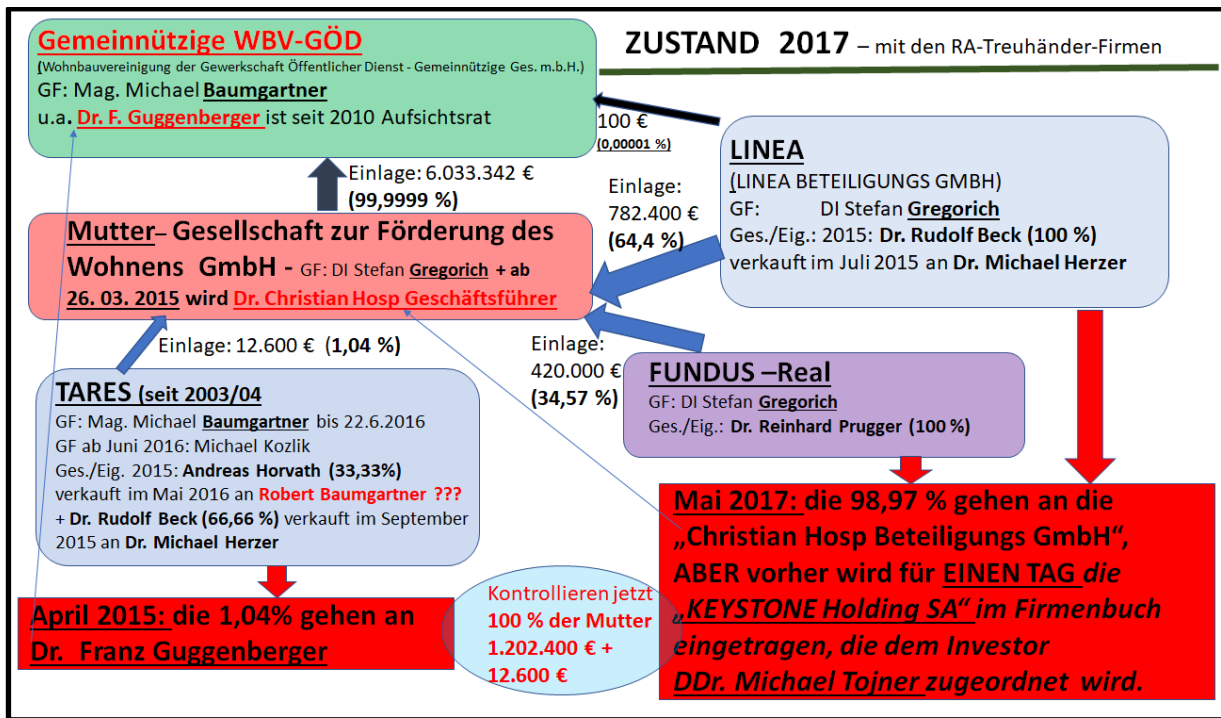 Gemeinnützige WBV-GÖD
(Wohnbauvereinigung der Gewerkschaft Öffentlicher Dienst - Gemeinnützige Ges. m.b.H.)
GF: Mag. Michael Baumgartner
u.a. Dr. F. Guggenberger ist seit 2010 Aufsichtsrat
ZUSTAND 2017 – mit den RA-Treuhänder-Firmen
100 €
(0,00001 %)
LINEA
(LINEA BETEILIGUNGS GMBH)
GF: DI Stefan Gregorich
Ges./Eig.: 2015: Dr. Rudolf Beck (100 %)
verkauft im Juli 2015 an Dr. Michael Herzer
Einlage: 6.033.342 €
(99,9999 %)
Einlage:
782.400 €
(64,4 %)
Mutter– Gesellschaft zur Förderung des
Wohnens GmbH - GF: DI Stefan Gregorich + ab
26. 03. 2015 wird Dr. Christian Hosp Geschäftsführer
Einlage: 12.600 € (1,04 %)
Einlage:
420.000 €
(34,57 %)
FUNDUS –Real
GF: DI Stefan Gregorich
Ges./Eig.: Dr. Reinhard Prugger (100 %)
TARES (seit 2003/04
GF: Mag. Michael Baumgartner bis 22.6.2016
GF ab Juni 2016: Michael Kozlik
Ges./Eig. 2015: Andreas Horvath (33,33%)
verkauft im Mai 2016 an Robert Baumgartner ???
+ Dr. Rudolf Beck (66,66 %) verkauft im September
2015 an Dr. Michael Herzer
April 2015: die 1,04% gehen an
Dr. Franz Guggenberger
Kontrollieren jetzt
100 % der Mutter
1.202.400 € +
12.600 €
Mai 2017: die 98,97 % gehen an die
„Christian Hosp Beteiligungs GmbH“,
ABER vorher wird für EINEN TAG die
„KEYSTONE Holding SA“ im Firmenbuch
eingetragen, die dem Investor
DDr. Michael Tojner zugeordnet wird.